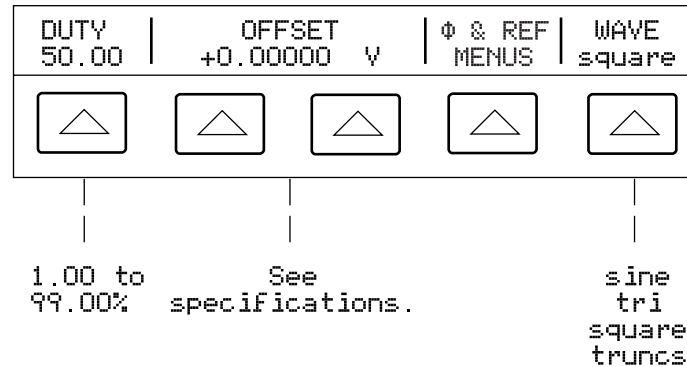 DUTY OFFSET Φ & REF WAVE
50.00 +0.00000 V MENUS square
1.00 to See sine
99.00% specifications. tri
square
truncs